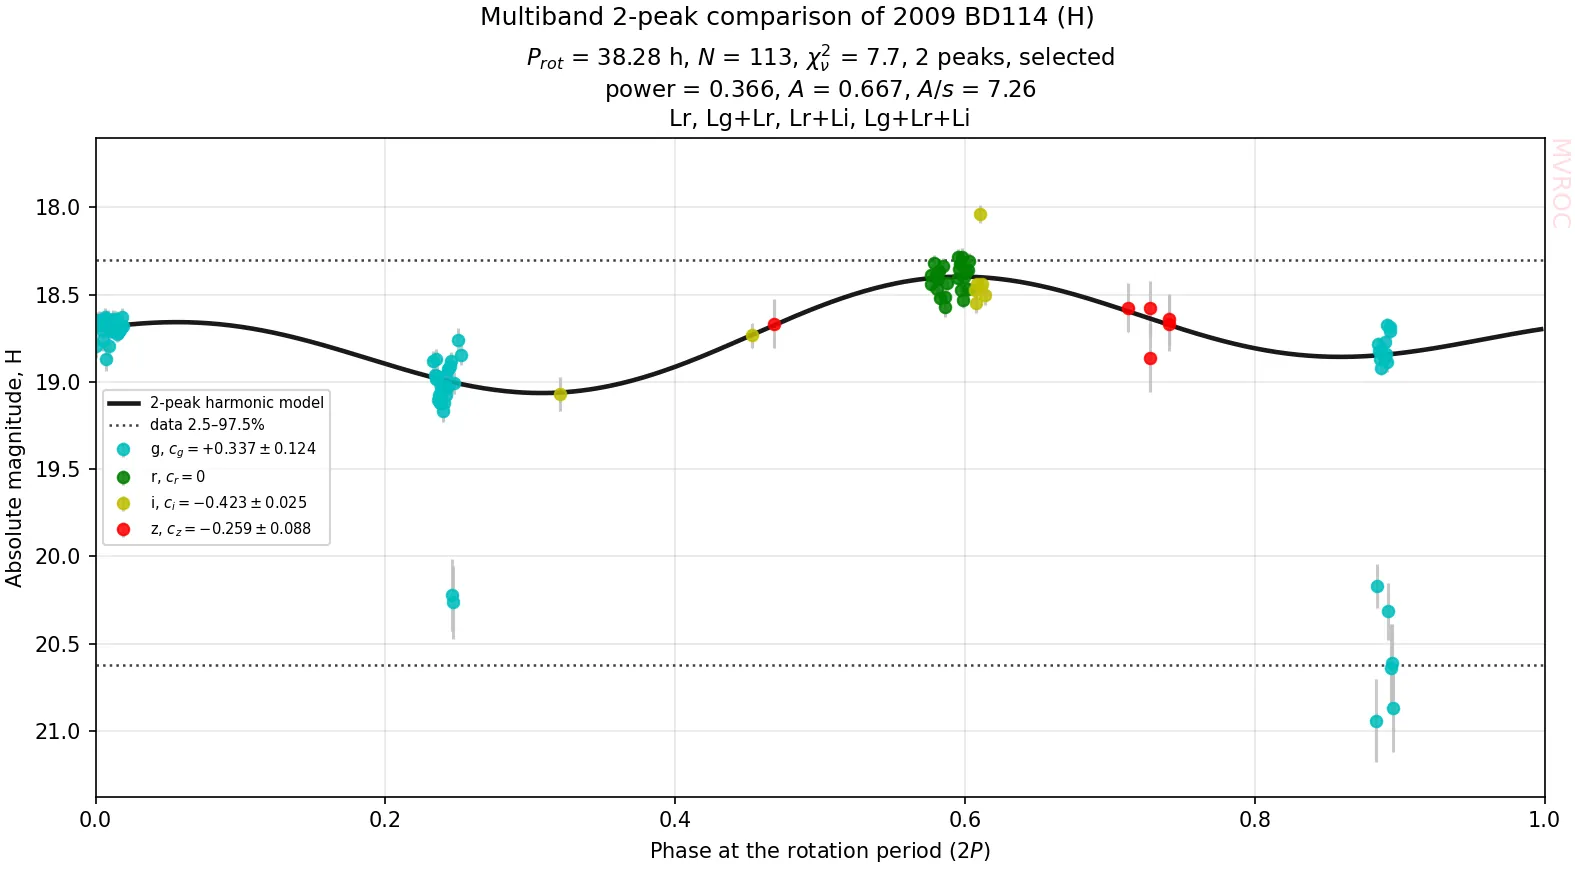 Multiband 2-peak comparison of 2009 BD114 (H)
P_rot = 38.28 h, N = 113, χ²_ν = 7.7, 2 peaks, selected
power = 0.366, A = 0.667, A/s = 7.26
Lr, Lg+Lr, Lr+Li, Lg+Lr+Li
MVROC
Absolute magnitude, H
18.0
18.5
19.0
19.5
20.0
20.5
21.0
2-peak harmonic model
data 2.5–97.5%
g, c_g = +0.337 ± 0.124
r, c_r = 0
i, c_i = −0.423 ± 0.025
z, c_z = −0.259 ± 0.088
0.0 0.2 0.4 0.6 0.8 1.0
Phase at the rotation period (2P)